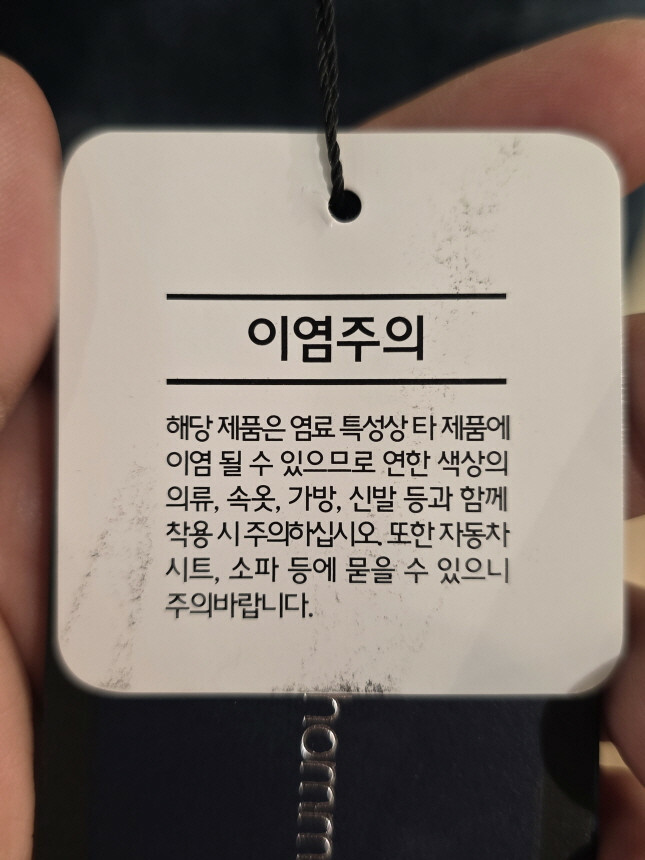 이염주의
해당 제품은 염료 특성상 타 제품에
이염 될 수 있으므로 연한 색상의
의류, 속옷, 가방, 신발 등과 함께
착용 시 주의하십시오. 또한 자동차
시트, 소파 등에 묻을 수 있으니
주의바랍니다.